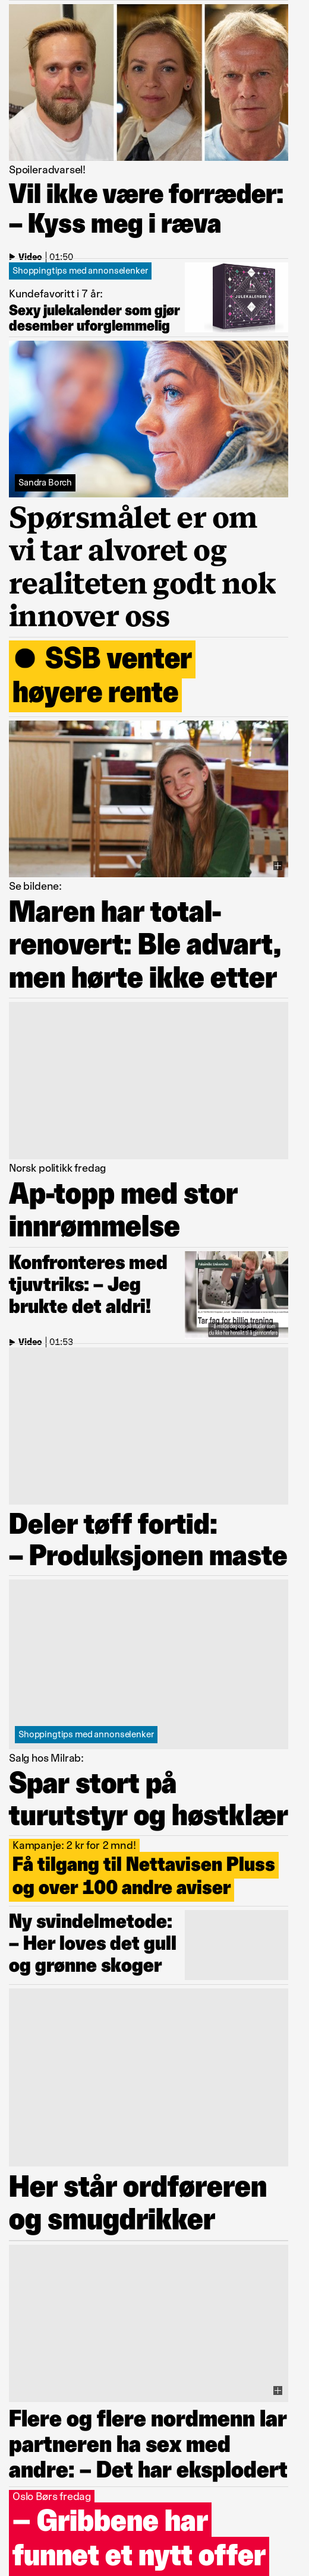 Spoileradvarsel!
Vil ikke være forræder:
– Kyss meg i ræva
Video | 01:50
Shoppingtips med annonselenker
Kundefavoritt i 7 år:
Sexy julekalender som gjør
desember uforglemmelig
JULEKALENDER
Sandra Borch
Spørsmålet er om
vi tar alvoret og
realiteten godt nok
innover oss
● SSB venter
høyere rente
Se bildene:
Maren har total-
renovert: Ble advart,
men hørte ikke etter
Norsk politikk fredag
Ap-topp med stor
innrømmelse
Konfronteres med
tjuvtriks: – Jeg
brukte det aldri!
Tar fag for billig trening
Video | 01:53
Deler tøff fortid:
– Produksjonen maste
Shoppingtips med annonselenker
Salg hos Milrab:
Spar stort på
turutstyr og høstklær
Kampanje: 2 kr for 2 mnd!
Få tilgang til Nettavisen Pluss
og over 100 andre aviser
Ny svindelmetode:
– Her loves det gull
og grønne skoger
Her står ordføreren
og smugdrikker
Flere og flere nordmenn lar
partneren ha sex med
andre: – Det har eksplodert
Oslo Børs fredag
– Gribbene har
funnet et nytt offer